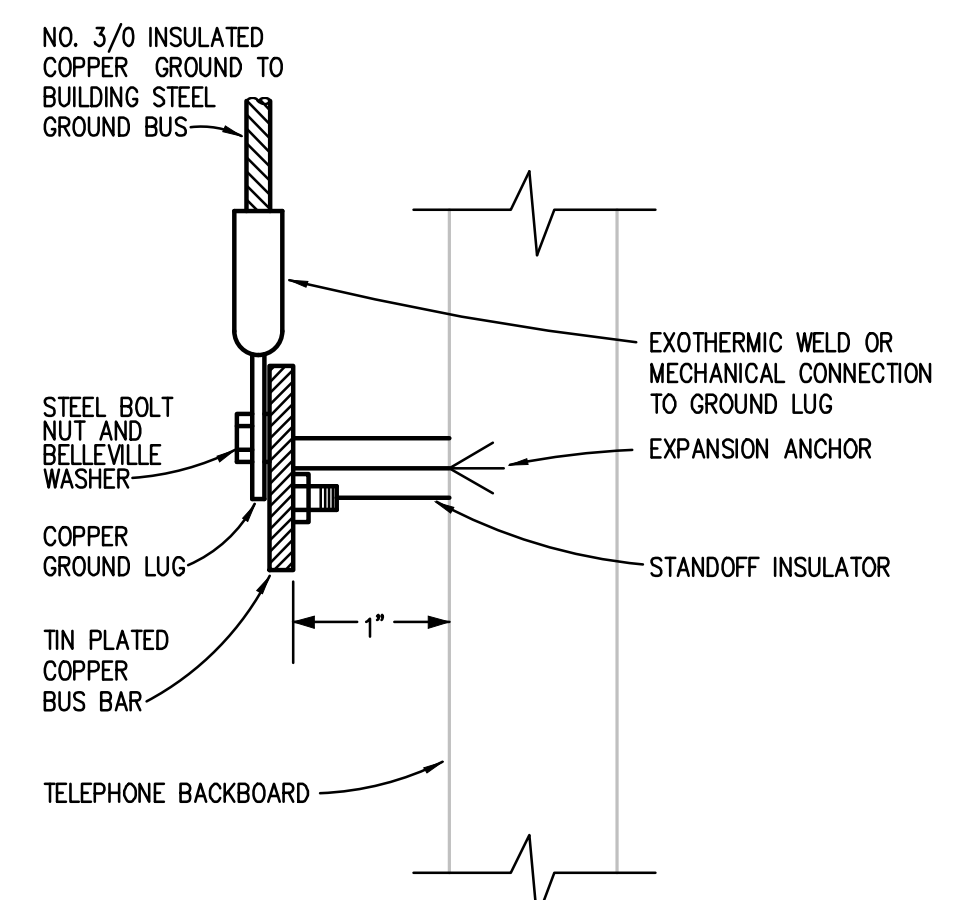 NO. 3/0 INSULATED
COPPER GROUND TO
BUILDING STEEL
GROUND BUS
EXOTHERMIC WELD OR
MECHANICAL CONNECTION
TO GROUND LUG
STEEL BOLT
NUT AND
BELLEVILLE
WASHER
EXPANSION ANCHOR
COPPER
GROUND LUG
STANDOFF INSULATOR
1”
TIN PLATED
COPPER
BUS BAR
TELEPHONE BACKBOARD